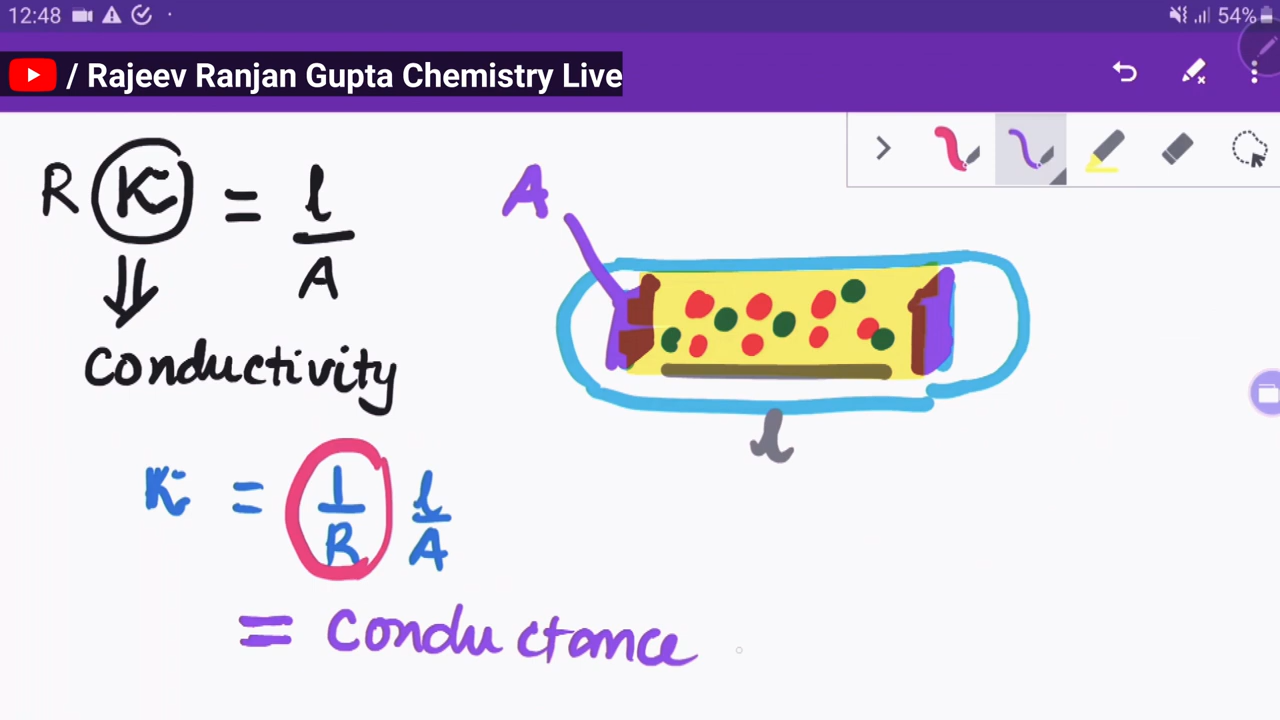 12:48 54%
/ Rajeev Ranjan Gupta Chemistry Live
R K = l
A
⇓
Conductivity
A
l
K = 1 l
R A
= Conductance